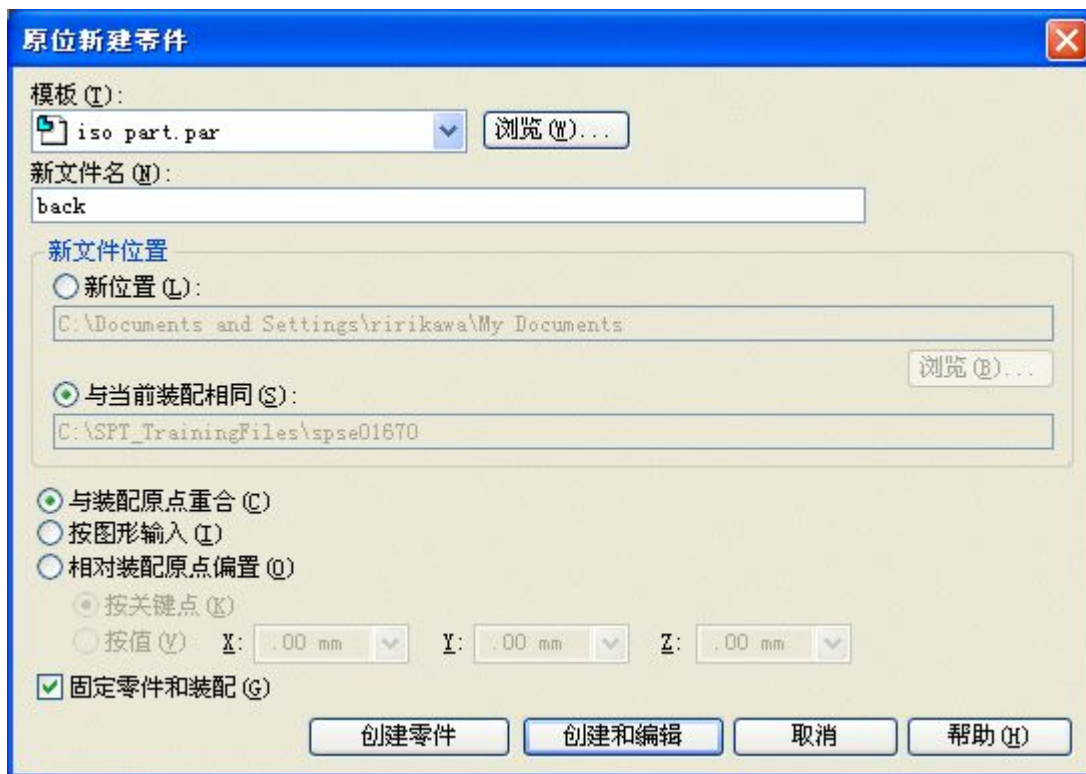 原位新建零件
模板(T):
iso part.par 浏览(W)...
新文件名(N):
back
新文件位置
新位置(L):
C:\Documents and Settings\ririkawa\My Documents
浏览(B)...
与当前装配相同(S):
C:\SPT_TrainingFiles\spse01670
与装配原点重合(C)
按图形输入(I)
相对装配原点偏置(O)
按关键点(K)
按值(V) X: .00 mm Y: .00 mm Z: .00 mm
固定零件和装配(G)
创建零件 创建和编辑 取消 帮助(H)